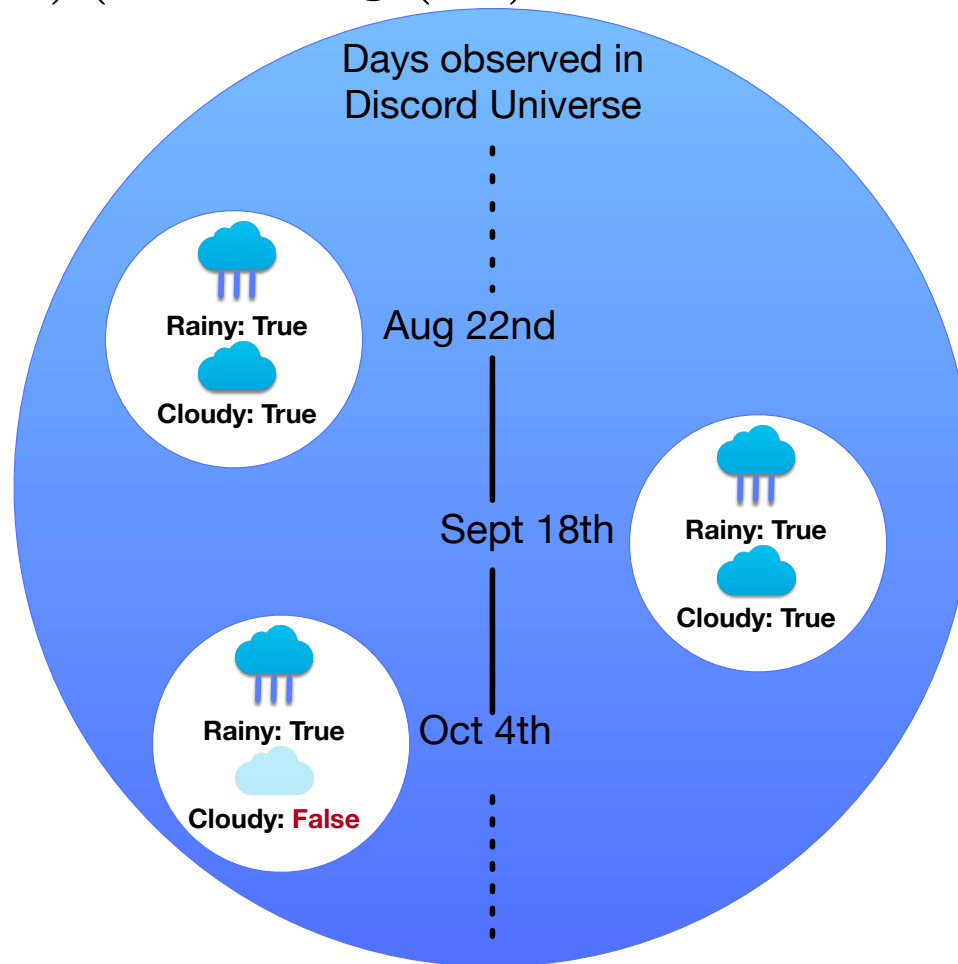 Days observed in
Discord Universe
Aug 22nd
Rainy: True
Cloudy: True
Sept 18th
Rainy: True
Cloudy: True
Oct 4th
Rainy: True
Cloudy: False